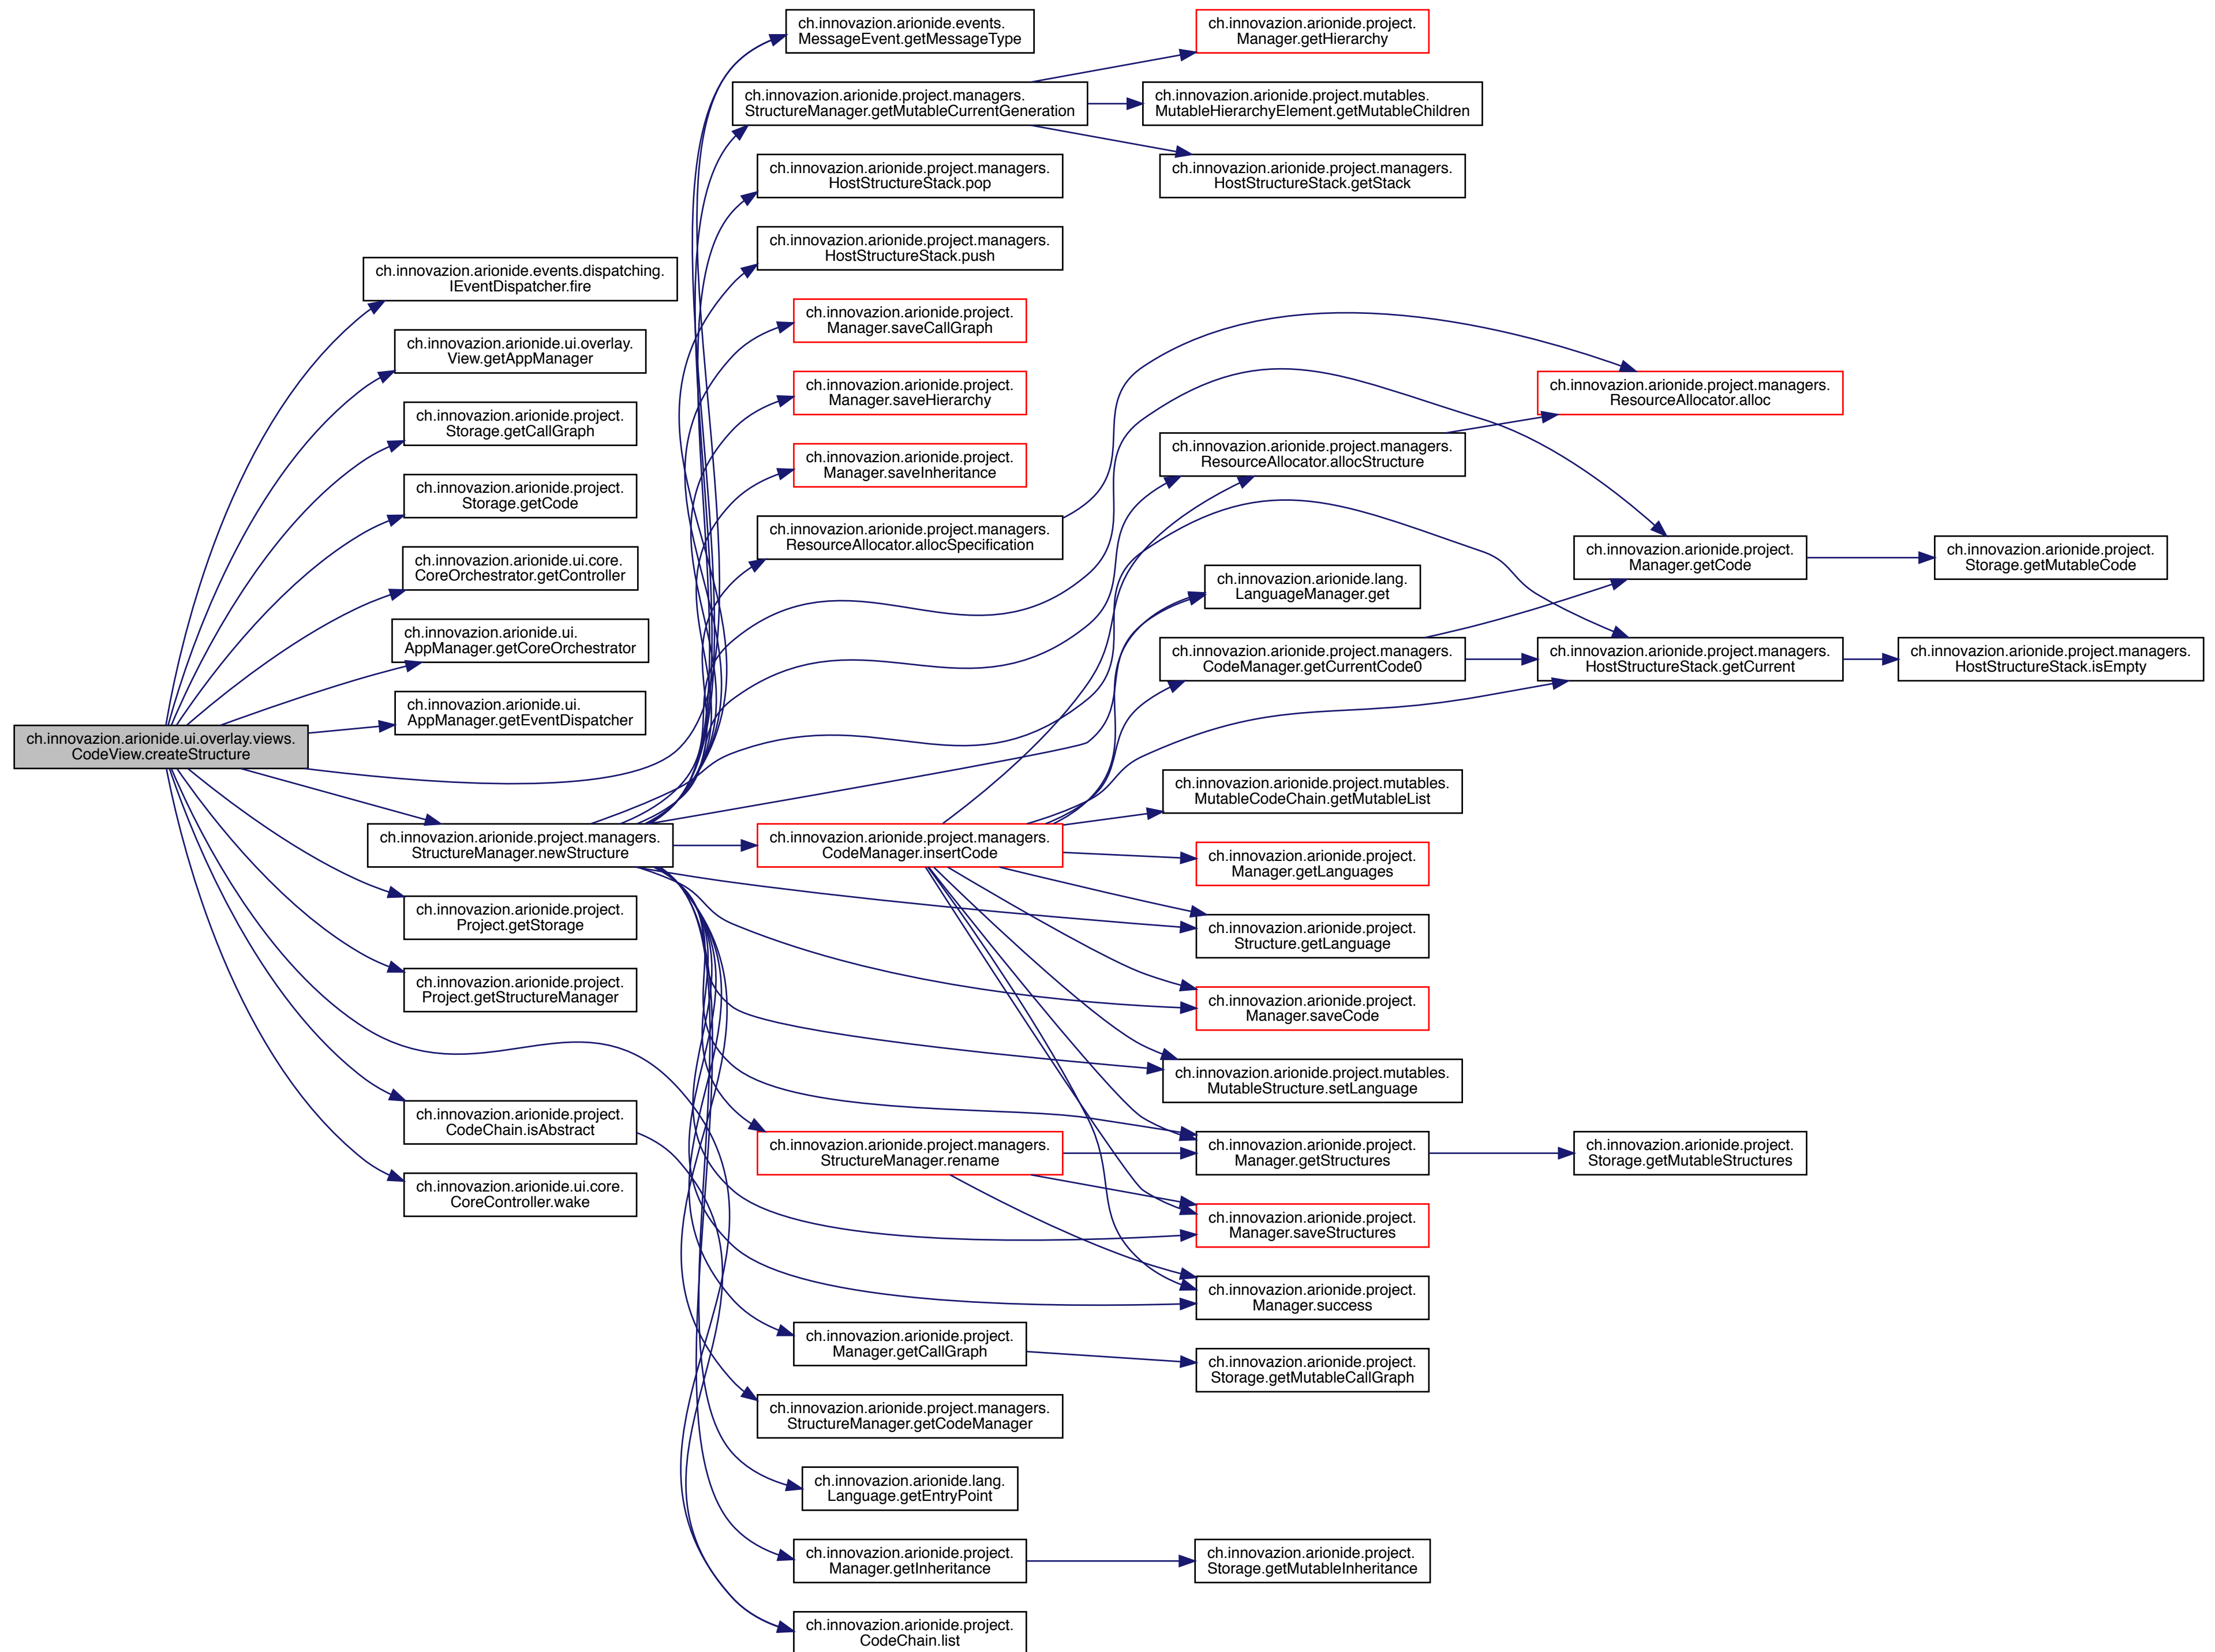 ch.innovazion.arionide.events.
MessageEvent.getMessageType
ch.innovazion.arionide.project.
Manager.getHierarchy
ch.innovazion.arionide.project.managers.
StructureManager.getMutableCurrentGeneration
ch.innovazion.arionide.project.mutables.
MutableHierarchyElement.getMutableChildren
ch.innovazion.arionide.project.managers.
HostStructureStack.pop
ch.innovazion.arionide.project.managers.
HostStructureStack.getStack
ch.innovazion.arionide.project.managers.
HostStructureStack.push
ch.innovazion.arionide.events.dispatching.
IEventDispatcher.fire
ch.innovazion.arionide.project.
Manager.saveCallGraph
ch.innovazion.arionide.ui.overlay.
View.getAppManager
ch.innovazion.arionide.project.
Manager.saveHierarchy
ch.innovazion.arionide.project.managers.
ResourceAllocator.alloc
ch.innovazion.arionide.project.
Storage.getCallGraph
ch.innovazion.arionide.project.
Manager.saveInheritance
ch.innovazion.arionide.project.managers.
ResourceAllocator.allocStructure
ch.innovazion.arionide.project.
Storage.getCode
ch.innovazion.arionide.project.managers.
ResourceAllocator.allocSpecification
ch.innovazion.arionide.project.
Manager.getCode
ch.innovazion.arionide.project.
Storage.getMutableCode
ch.innovazion.arionide.ui.core.
CoreOrchestrator.getController
ch.innovazion.arionide.lang.
LanguageManager.get
ch.innovazion.arionide.ui.
AppManager.getCoreOrchestrator
ch.innovazion.arionide.project.managers.
CodeManager.getCurrentCode0
ch.innovazion.arionide.project.managers.
HostStructureStack.getCurrent
ch.innovazion.arionide.project.managers.
HostStructureStack.isEmpty
ch.innovazion.arionide.ui.
AppManager.getEventDispatcher
ch.innovazion.arionide.ui.overlay.views.
CodeView.createStructure
ch.innovazion.arionide.project.mutables.
MutableCodeChain.getMutableList
ch.innovazion.arionide.project.managers.
StructureManager.newStructure
ch.innovazion.arionide.project.managers.
CodeManager.insertCode
ch.innovazion.arionide.project.
Manager.getLanguages
ch.innovazion.arionide.project.
Project.getStorage
ch.innovazion.arionide.project.
Structure.getLanguage
ch.innovazion.arionide.project.
Project.getStructureManager
ch.innovazion.arionide.project.
Manager.saveCode
ch.innovazion.arionide.project.mutables.
MutableStructure.setLanguage
ch.innovazion.arionide.project.
CodeChain.isAbstract
ch.innovazion.arionide.project.managers.
StructureManager.rename
ch.innovazion.arionide.project.
Manager.getStructures
ch.innovazion.arionide.project.
Storage.getMutableStructures
ch.innovazion.arionide.ui.core.
CoreController.wake
ch.innovazion.arionide.project.
Manager.saveStructures
ch.innovazion.arionide.project.
Manager.success
ch.innovazion.arionide.project.
Manager.getCallGraph
ch.innovazion.arionide.project.
Storage.getMutableCallGraph
ch.innovazion.arionide.project.managers.
StructureManager.getCodeManager
ch.innovazion.arionide.lang.
Language.getEntryPoint
ch.innovazion.arionide.project.
Manager.getInheritance
ch.innovazion.arionide.project.
Storage.getMutableInheritance
ch.innovazion.arionide.project.
CodeChain.list